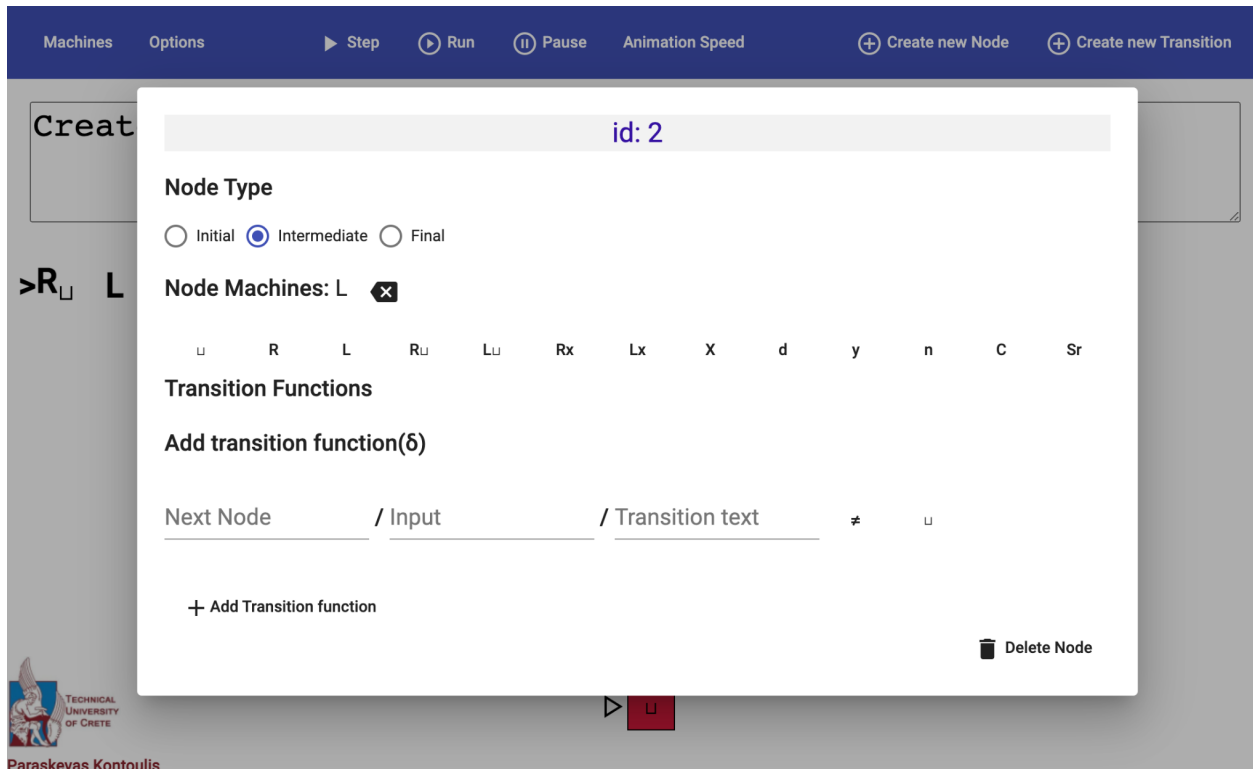 Machines Options Step Run Pause Animation Speed Create new Node Create new Transition
Creat
id: 2
Node Type
Initial Intermediate Final
>R⊔ L
Node Machines: L
⊔ R L R⊔ L⊔ Rx Lx X d y n C Sr
Transition Functions
Add transition function(δ)
Next Node / Input / Transition text ≠ ⊔
+ Add Transition function
Delete Node
⊔
TECHNICAL
UNIVERSITY
OF CRETE
Paraskevas Kontoulis